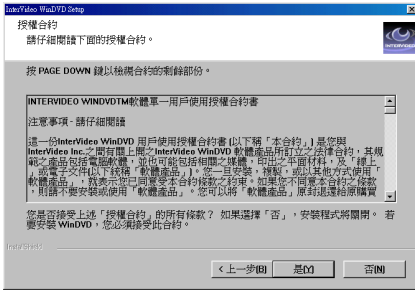 InterVideo WinDVD Setup
授權合約
請仔細閱讀下面的授權合約。
INTERVIDEO
按 PAGE DOWN 鍵以檢視合約的剩餘部份。
INTERVIDEO WINDVDTM軟體單一用戶使用授權合約書
注意事項 - 請仔細閱讀
這一份InterVideo WinDVD 用戶使用授權合約書 (以下稱「本合約」) 是您與
InterVideo Inc.之間有關上開之InterVideo WinDVD 軟體產品所訂立之法律合約，其規
範之產品包括電腦軟體，並也可能包括相關之媒體，印出之平面材料，及「線上
」或電子文件(以下統稱「軟體產品」)。您一旦安裝，複製，或以其他方式使用「
軟體產品」，就表示您已同意受本合約條款之約束。如果您不同意本合約之條款
，則請不要安裝或使用「軟體產品」。您可以將「軟體產品」原封退還給原購買
您是否接受上述「授權合約」的所有條款？ 如果選擇「否」，安裝程式將關閉。 若
要安裝 WinDVD，您必須接受此合約。
InstallShield
< 上一步(B)
是(Y)
否(N)